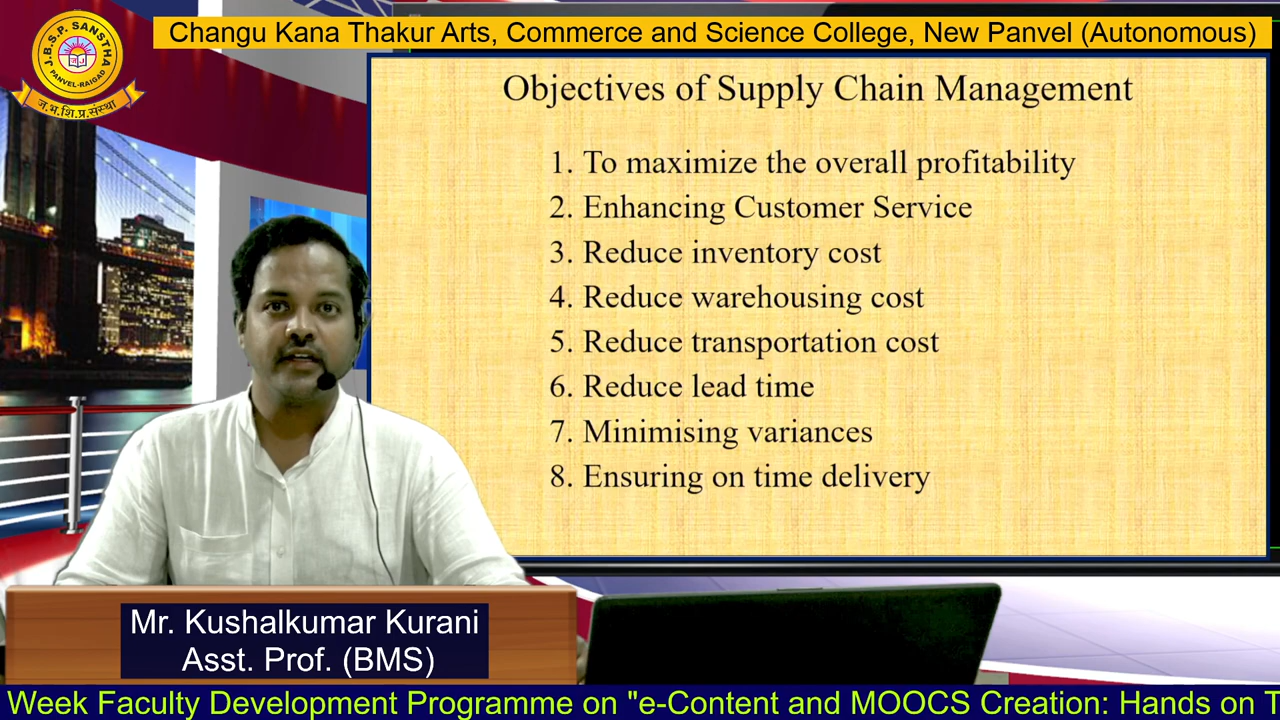 J.B.S.P. SANSTHA
PANVEL-RAIGAD
ज.भ.शि.प्र.संस्था
Changu Kana Thakur Arts, Commerce and Science College, New Panvel (Autonomous)
Objectives of Supply Chain Management
1. To maximize the overall profitability
2. Enhancing Customer Service
3. Reduce inventory cost
4. Reduce warehousing cost
5. Reduce transportation cost
6. Reduce lead time
7. Minimising variances
8. Ensuring on time delivery
Mr. Kushalkumar Kurani
Asst. Prof. (BMS)
Week Faculty Development Programme on "e-Content and MOOCS Creation: Hands on T